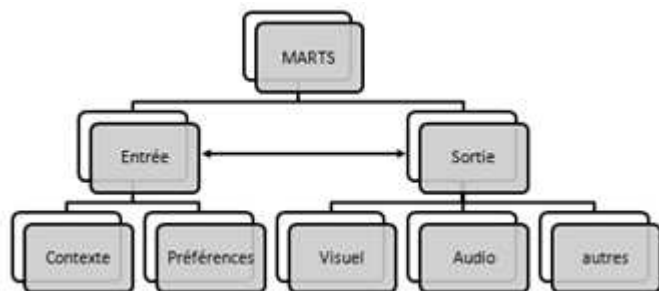 MARTS
Entrée
Sortie
Contexte
Préférences
Visuel
Audio
autres